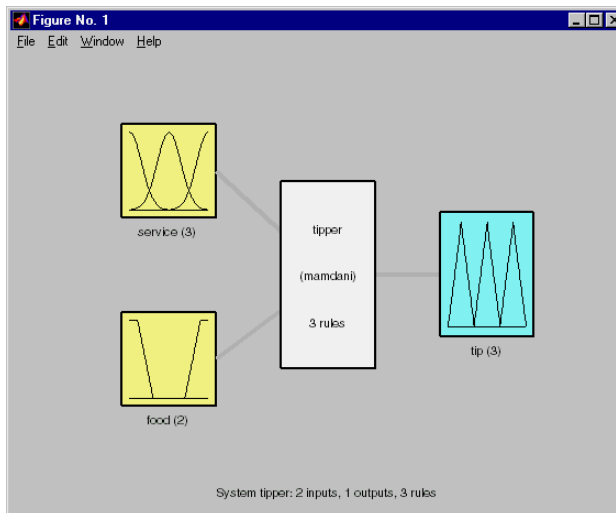 Figure No. 1
File Edit Window Help
service (3)
tipper
(mamdani)
3 rules
food (2)
tip (3)
System tipper: 2 inputs, 1 outputs, 3 rules